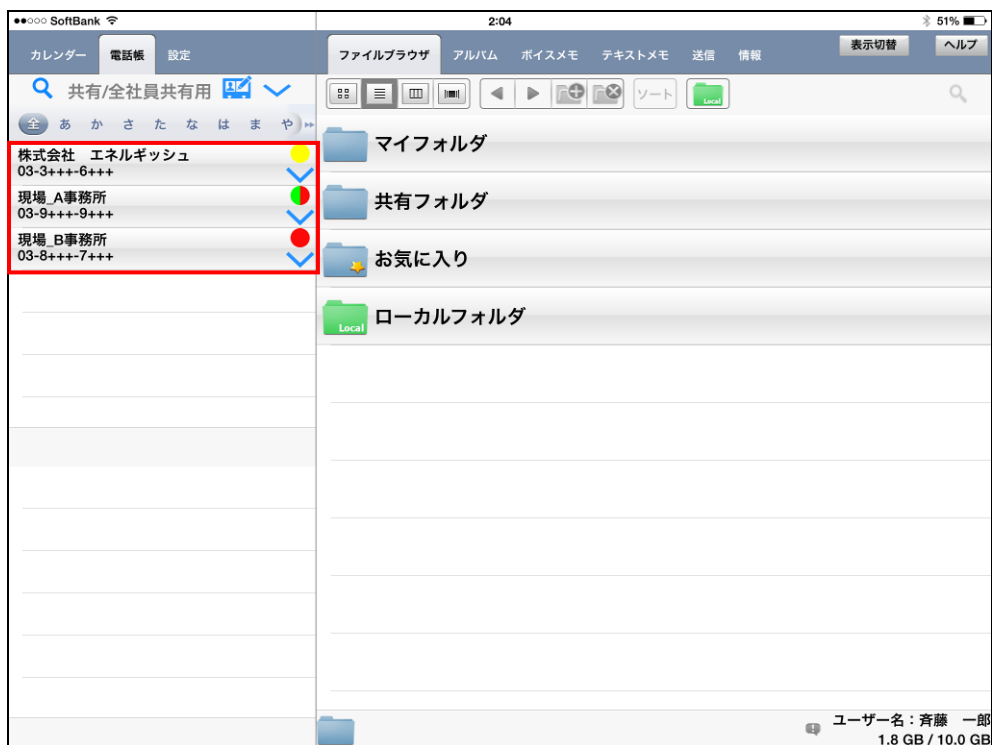 SoftBank
2:04
51%
カレンダー
電話帳
設定
ファイルブラウザ
アルバム
ボイスメモ
テキストメモ
送信
情報
表示切替
ヘルプ
共有/全社員共有用
ソート
Local
全 あ か さ た な は ま や
株式会社 エネルギッシュ
03-3+++-6+++
現場_A事務所
03-9+++-9+++
現場_B事務所
03-8+++-7+++
マイフォルダ
共有フォルダ
お気に入り
Local
ローカルフォルダ
ユーザー名：斉藤 一郎
1.8 GB / 10.0 GB